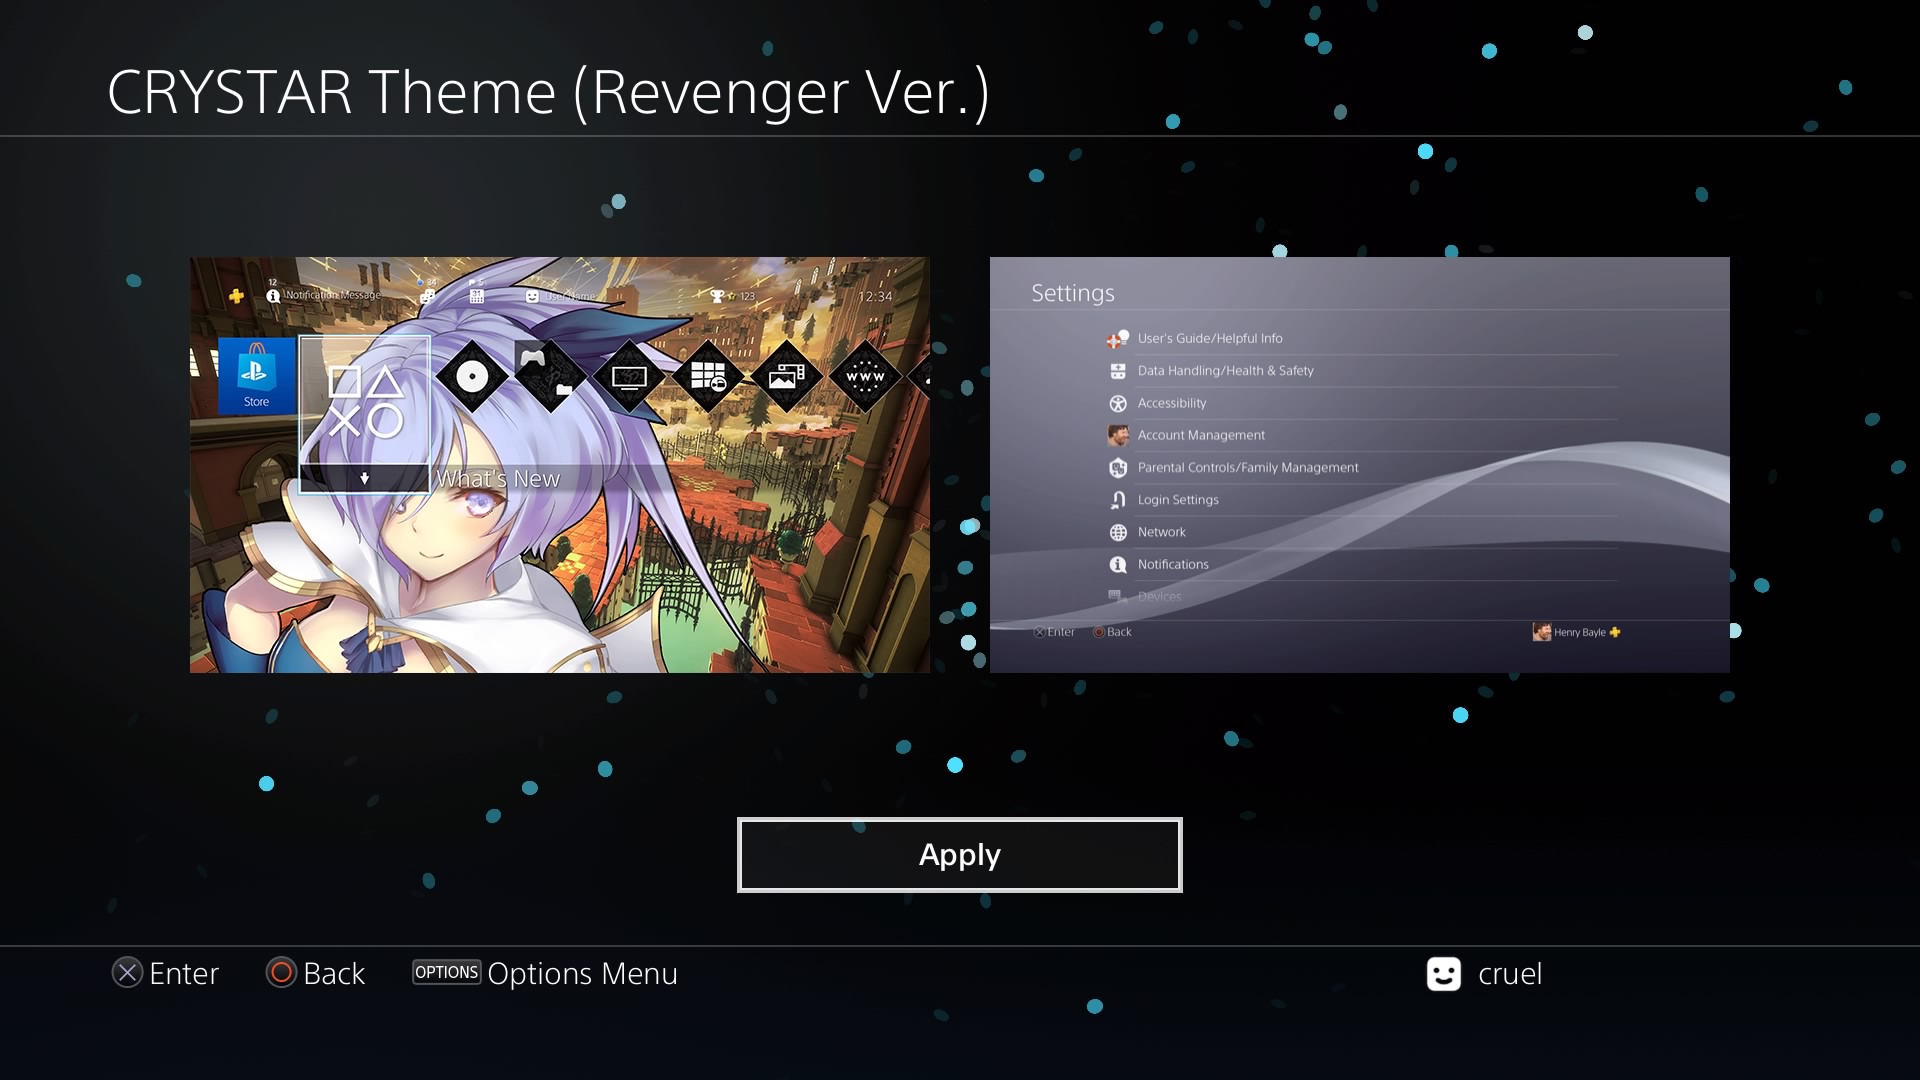 CRYSTAR Theme (Revenger Ver.)
12
Notification Message
34
5
31
User Name
123
12:34
Store
WWW
What's New
Settings
User's Guide/Helpful Info
Data Handling/Health & Safety
Accessibility
Account Management
Parental Controls/Family Management
Login Settings
Network
Notifications
Devices
Enter
Back
Henry Bayle
Apply
Enter
Back
OPTIONS Options Menu
cruel